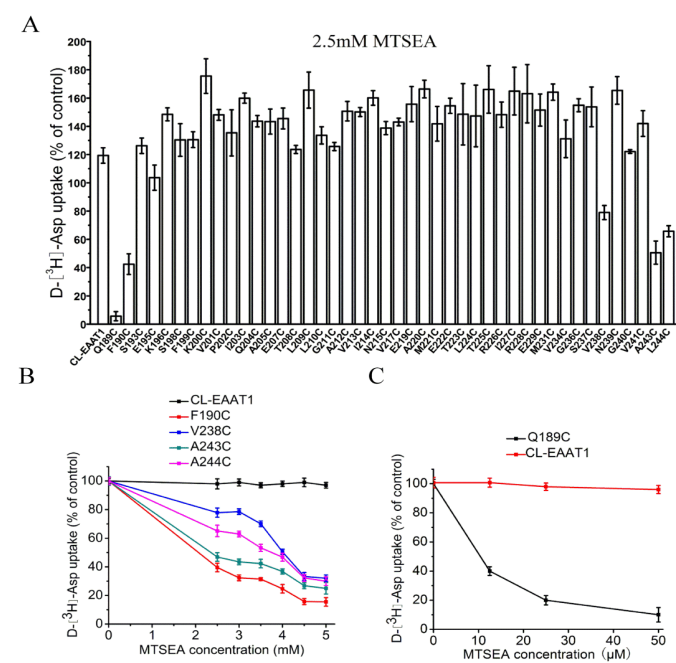 A
2.5mM MTSEA
D-[³H]-Asp uptake (% of control)
200
180
160
140
120
100
80
60
40
20
0
CL-EAAT1 Q189C F190C S193C E195C K196C S198C F199C K200C V201C P202C I203C Q204C A205C E207C T208C L209C L210C G211C A212C V213C I214C N215C V217C E219C A220C M221C E222C T223C L224C T225C R226C I227C R228C E229C M231C V234C G236C S237C V238C N239C G240C V241C A243C L244C
B
CL-EAAT1
F190C
V238C
A243C
A244C
D-[³H]-Asp uptake (% of control)
100
80
60
40
20
0
0 1 2 3 4 5
MTSEA concentration (mM)
C
Q189C
CL-EAAT1
D-[³H]-Asp uptake (% of control)
100
80
60
40
20
0
0 10 20 30 40 50
MTSEA concentration (µM)